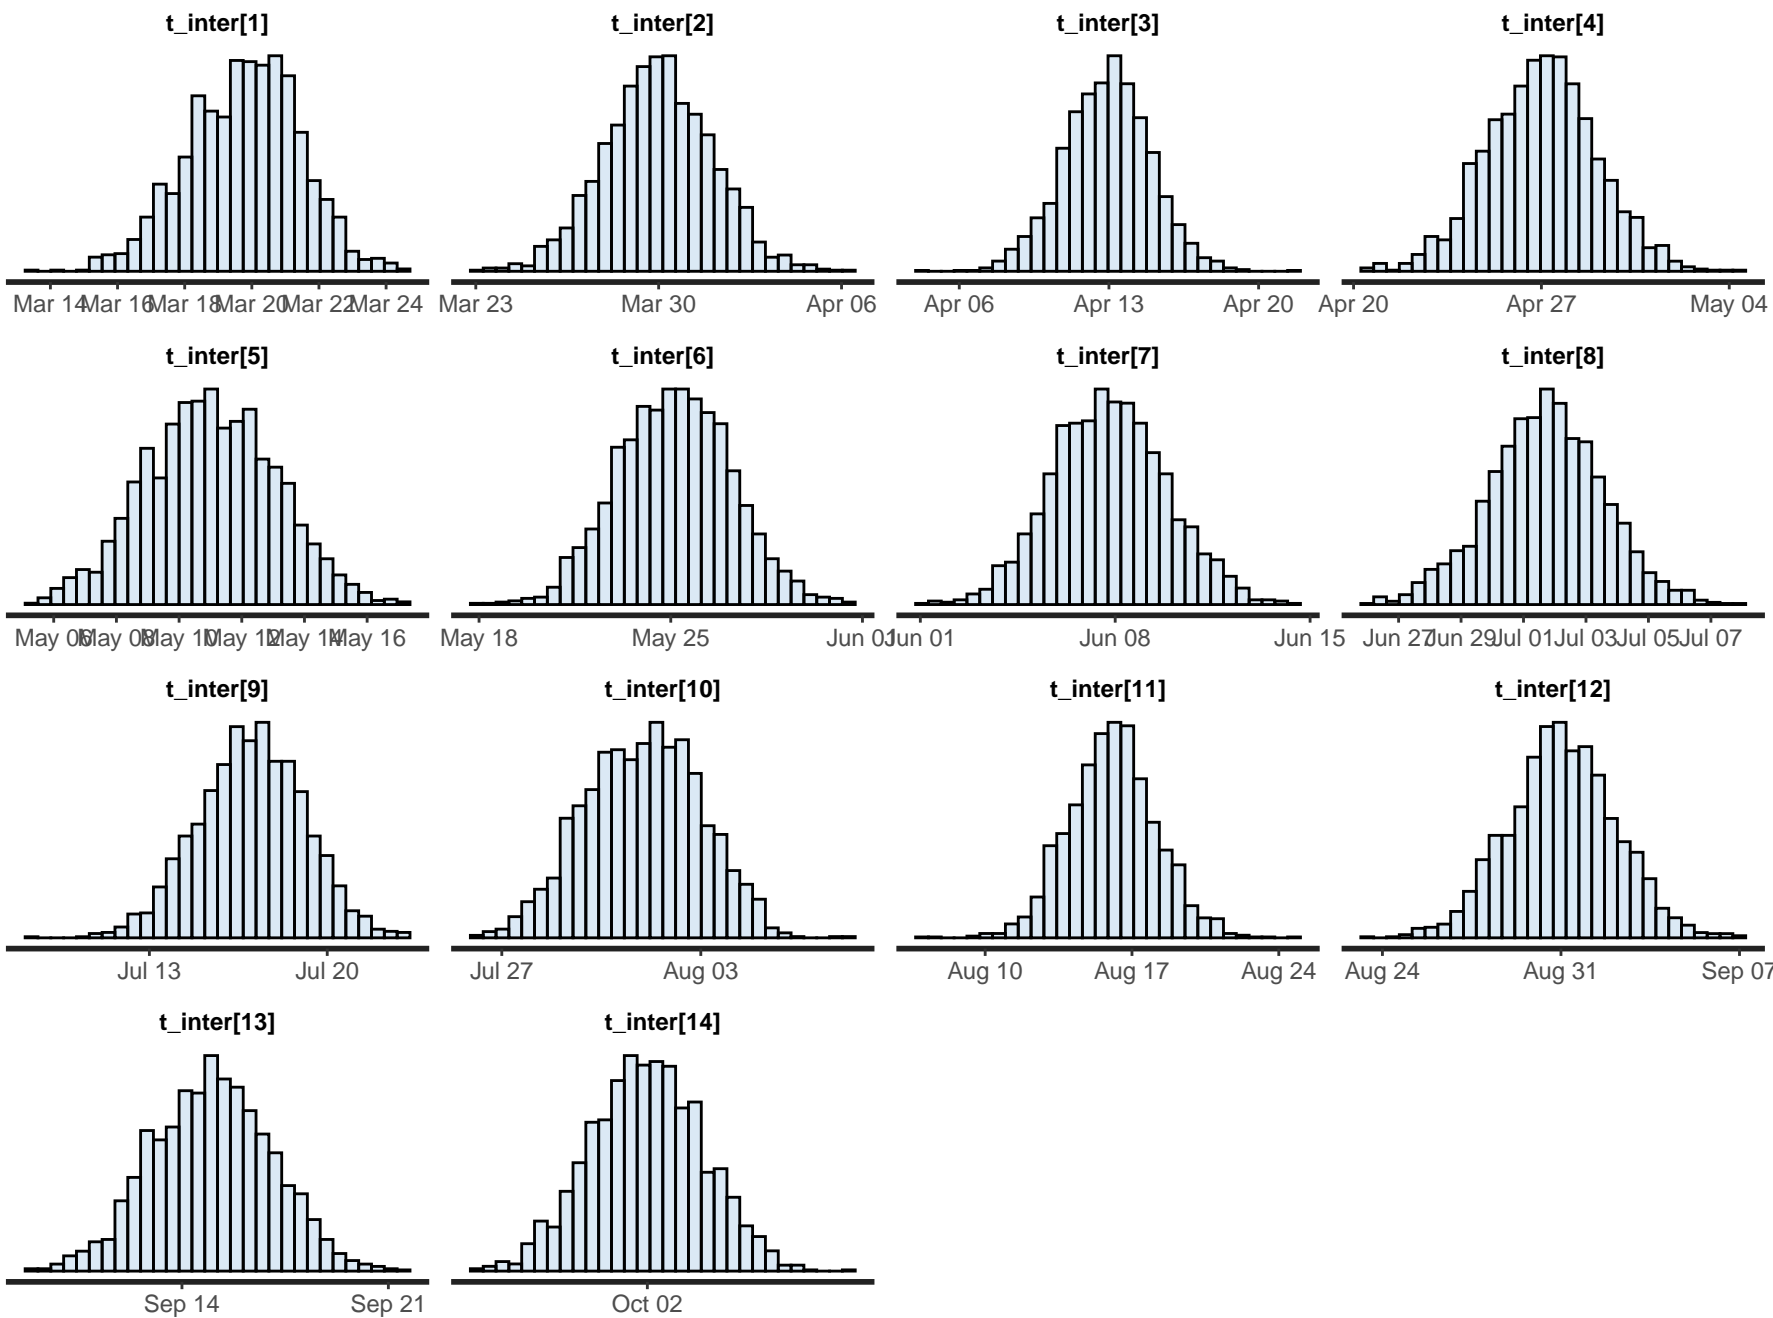 t_inter[1] t_inter[2] t_inter[3] t_inter[4]
Mar 14 Mar 16 Mar 18 Mar 20 Mar 22 Mar 24 Mar 23 Mar 30 Apr 06 Apr 06 Apr 13 Apr 20 Apr 20 Apr 27 May 04
t_inter[5] t_inter[6] t_inter[7] t_inter[8]
May 06 May 08 May 10 May 12 May 14 May 16 May 18 May 25 Jun 01 Jun 01 Jun 08 Jun 15 Jun 27 Jun 29 Jul 01 Jul 03 Jul 05 Jul 07
t_inter[9] t_inter[10] t_inter[11] t_inter[12]
Jul 13 Jul 20 Jul 27 Aug 03 Aug 10 Aug 17 Aug 24 Aug 24 Aug 31 Sep 07
t_inter[13] t_inter[14]
Sep 14 Sep 21 Oct 02